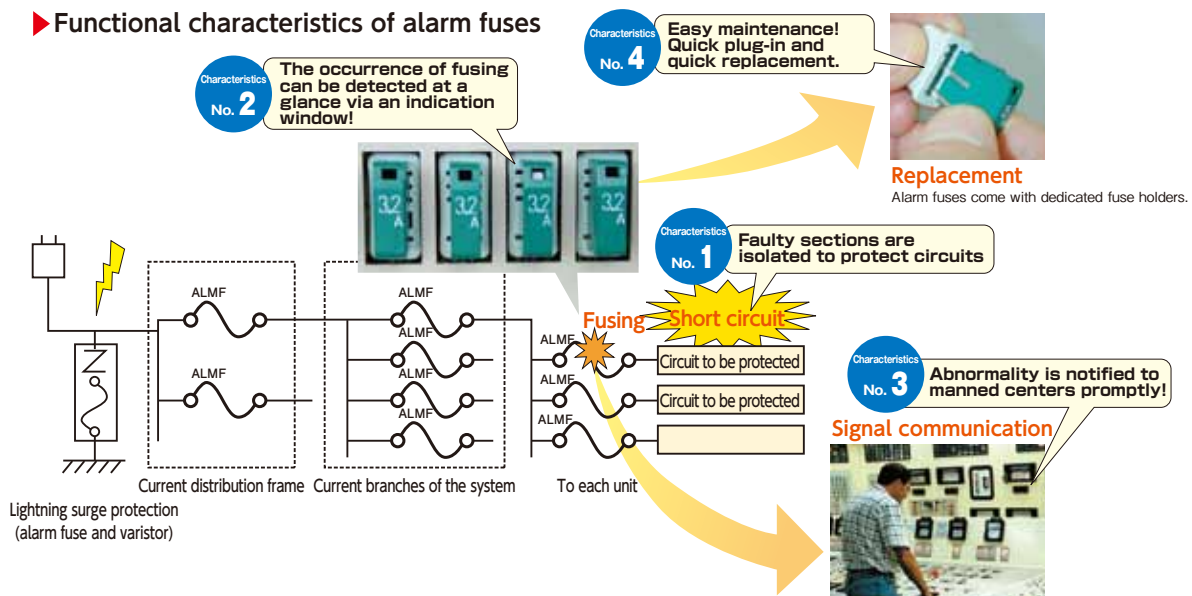 Functional characteristics of alarm fuses
Characteristics
No. 2
The occurrence of fusing
can be detected at a
glance via an indication
window!
Characteristics
No. 4
Easy maintenance!
Quick plug-in and
quick replacement.
3.2
A
3.2
A
3.2
A
3.2
A
Replacement
Alarm fuses come with dedicated fuse holders.
Characteristics
No. 1
Faulty sections are
isolated to protect circuits
ALMF
ALMF
ALMF
ALMF
ALMF
ALMF
Fusing
Short circuit
ALMF
ALMF
ALMF
Circuit to be protected
Circuit to be protected
Characteristics
No. 3
Abnormality is notified to
manned centers promptly!
Signal communication
Current distribution frame
Current branches of the system
To each unit
Lightning surge protection
(alarm fuse and varistor)